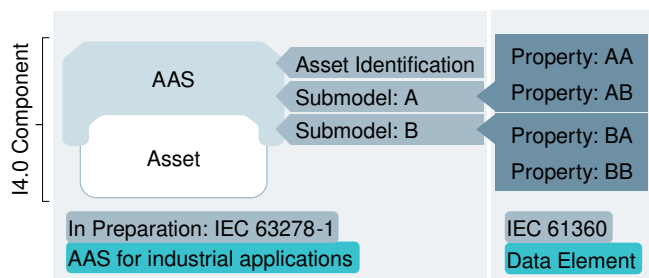 I4.0 Component
AAS
Asset
Asset Identification
Submodel: A
Submodel: B
Property: AA
Property: AB
Property: BA
Property: BB
In Preparation: IEC 63278-1
AAS for industrial applications
IEC 61360
Data Element